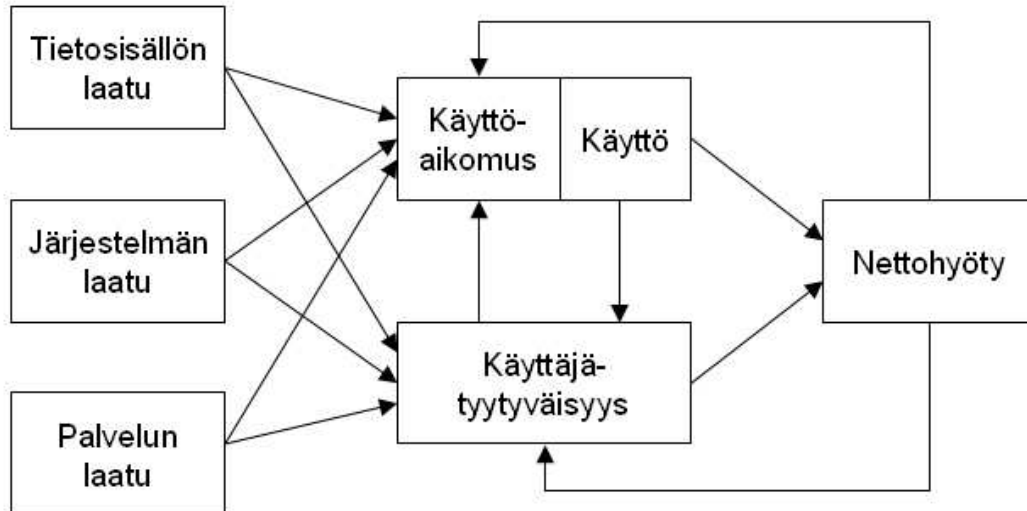 Tietosisällön
laatu
Järjestelmän
laatu
Palvelun
laatu
Käyttö-
aikomus
Käyttö
Käyttäjä-
tyytyväisyys
Nettohyöty